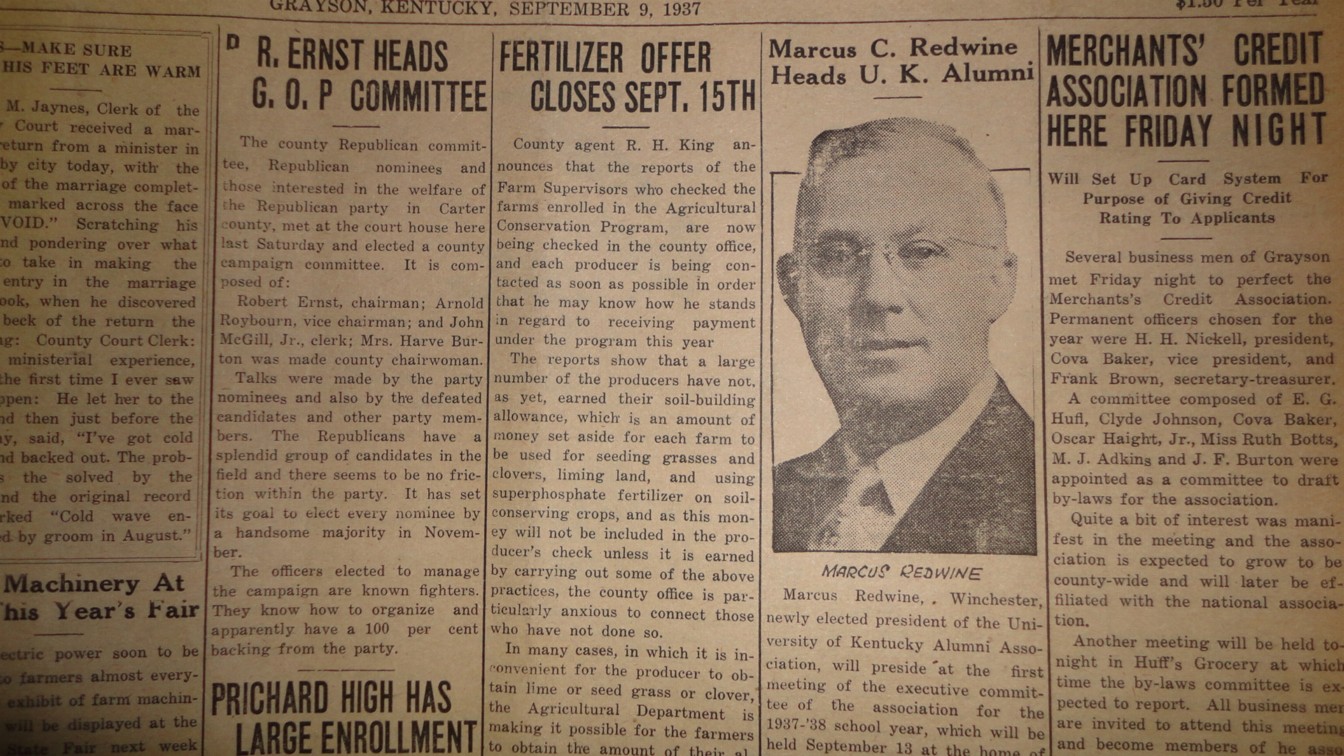 GRAYSON, KENTUCKY, SEPTEMBER 9, 1937
$1.50 Per Year
S—MAKE SURE
HIS FEET ARE WARM
M. Jaynes, Clerk of the
Court received a mar-
return from a minister in
by city today, with the
of the marriage complet-
marked across the face
VOID." Scratching his
nd pondering over what
to take in making the
entry in the marriage
ook, when he discovered
beck of the return the
ng: County Court Clerk:
ministerial experience,
the first time I ever saw
ppen: He let her to the
nd then just before the
y, said, "I've got cold
nd backed out. The prob-
s the solved by the
nd the original record
rked "Cold wave en-
d by groom in August."
Machinery At
This Year's Fair
ectric power soon to be
to farmers almost every-
exhibit of farm machin-
will be displayed at the
State Fair next week
D R. ERNST HEADS
G. O. P COMMITTEE
The county Republican commit-
tee, Republican nominees and
those interested in the welfare of
the Republican party in Carter
county, met at the court house here
last Saturday and elected a county
campaign committee. It is com-
posed of:
Robert Ernst, chairman; Arnold
Roybourn, vice chairman; and John
McGill, Jr., clerk; Mrs. Harve Bur-
ton was made county chairwoman.
Talks were made by the party
nominees and also by the defeated
candidates and other party mem-
bers. The Republicans have a
splendid group of candidates in the
field and there seems to be no fric-
tion within the party. It has set
its goal to elect every nominee by
a handsome majority in Novem-
ber.
The officers elected to manage
the campaign are known fighters.
They know how to organize and
apparently have a 100 per cent
backing from the party.
PRICHARD HIGH HAS
LARGE ENROLLMENT
FERTILIZER OFFER
CLOSES SEPT. 15TH
County agent R. H. King an-
nounces that the reports of the
Farm Supervisors who checked the
farms enrolled in the Agricultural
Conservation Program, are now
being checked in the county office,
and each producer is being con-
tacted as soon as possible in order
that he may know how he stands
in regard to receiving payment
under the program this year
The reports show that a large
number of the producers have not,
as yet, earned their soil-building
allowance, which is an amount of
money set aside for each farm to
be used for seeding grasses and
clovers, liming land, and using
superphosphate fertilizer on soil-
conserving crops, and as this mon-
ey will not be included in the pro-
ducer's check unless it is earned
by carrying out some of the above
practices, the county office is par-
ticularly anxious to connect those
who have not done so.
In many cases, in which it is in-
convenient for the producer to ob-
tain lime or seed grass or clover,
the Agricultural Department is
making it possible for the farmers
to obtain the amount of their al
Marcus C. Redwine
Heads U. K. Alumni
MARCUS REDWINE
Marcus Redwine, . Winchester,
newly elected president of the Uni-
versity of Kentucky Alumni Asso-
ciation, will preside at the first
meeting of the executive commit-
tee of the association for the
1937-'38 school year, which will be
held September 13 at the home of
MERCHANTS' CREDIT
ASSOCIATION FORMED
HERE FRIDAY NIGHT
Will Set Up Card System For
Purpose of Giving Credit
Rating To Applicants
Several business men of Grayson
met Friday night to perfect the
Merchants's Credit Association.
Permanent officers chosen for the
year were H. H. Nickell, president,
Cova Baker, vice president, and
Frank Brown, secretary-treasurer.
A committee composed of E. G.
Hufl, Clyde Johnson, Cova Baker,
Oscar Haight, Jr., Miss Ruth Botts,
M. J. Adkins and J. F. Burton were
appointed as a committee to draft
by-laws for the association.
Quite a bit of interest was mani-
fest in the meeting and the asso-
ciation is expected to grow to be
county-wide and will later be ef-
filiated with the national associa-
tion.
Another meeting will be held to-
night in Huff's Grocery at which
time the by-laws committee is ex-
pected to report. All business men
are invited to attend this meetin
and become members of he as